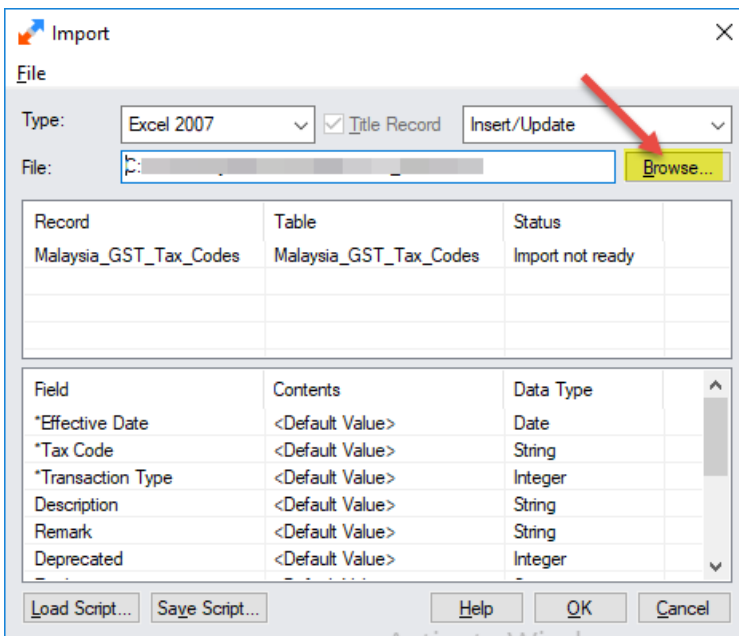 Import
File
Type: Excel 2007 Title Record Insert/Update
File: C: Browse...
Record Table Status
Malaysia_GST_Tax_Codes Malaysia_GST_Tax_Codes Import not ready
Field Contents Data Type
*Effective Date <Default Value> Date
*Tax Code <Default Value> String
*Transaction Type <Default Value> Integer
Description <Default Value> String
Remark <Default Value> String
Deprecated <Default Value> Integer
Load Script... Save Script... Help OK Cancel